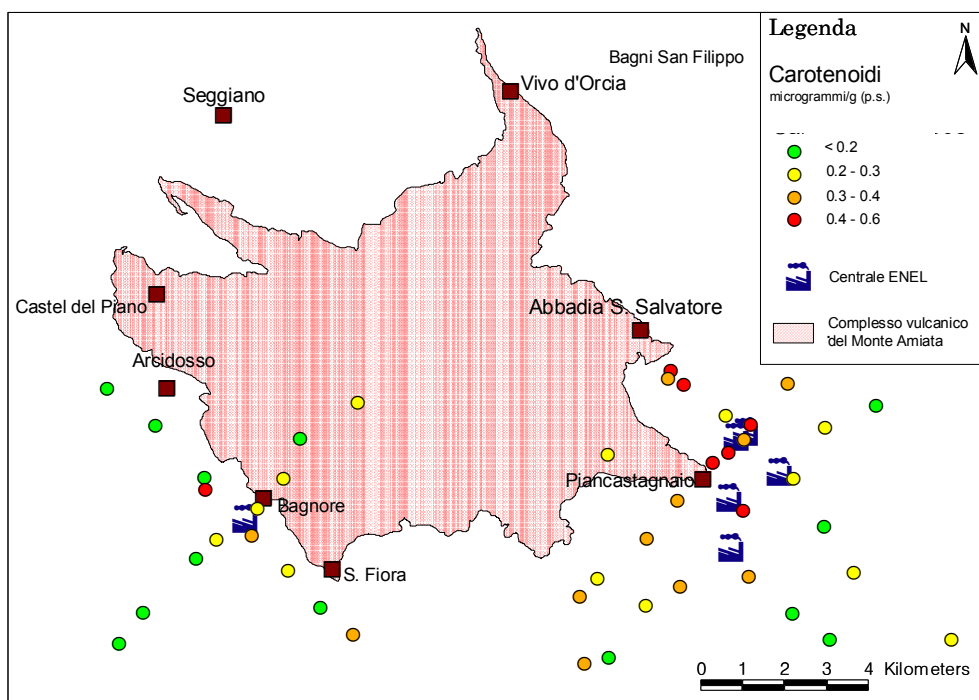 Legenda
N
Carotenoidi
microgrammi/g (p.s.)
< 0.2
0.2 - 0.3
0.3 - 0.4
0.4 - 0.6
Centrale ENEL
Complesso vulcanico
del Monte Amiata
Bagni San Filippo
Vivo d'Orcia
Seggiano
Castel del Piano
Abbadia S. Salvatore
Arcidosso
Piancastagnaio
Bagnore
S. Fiora
0 1 2 3 4 Kilometers